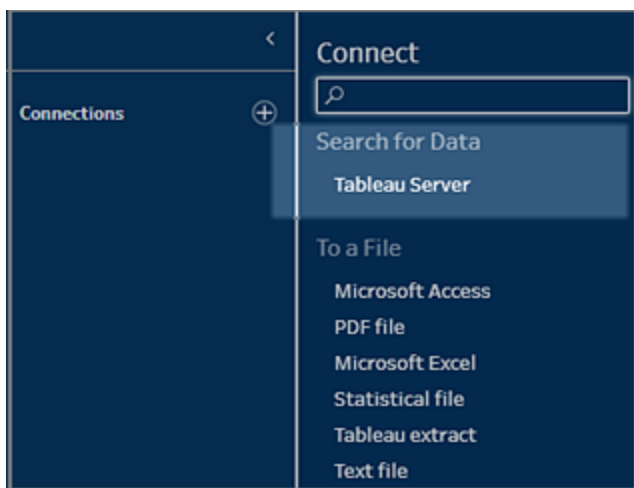 Connections
Connect
Search for Data
Tableau Server
To a File
Microsoft Access
PDF file
Microsoft Excel
Statistical file
Tableau extract
Text file